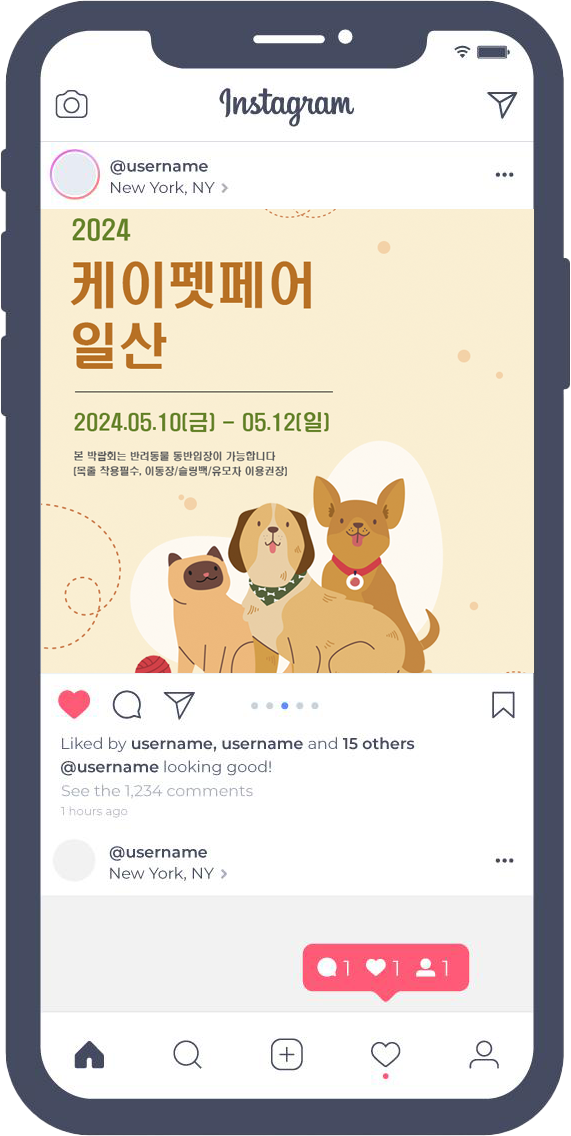 Instagram
@username
New York, NY >
2024
케이펫페어
일산
2024.05.10(금) - 05.12(일)
본 박람회는 반려동물 동반입장이 가능합니다
(목줄 착용필수, 이동장/슬링백/유모차 이용권장)
Liked by username, username and 15 others
@username looking good!
See the 1,234 comments
1 hours ago
@username
New York, NY >
1 1 1